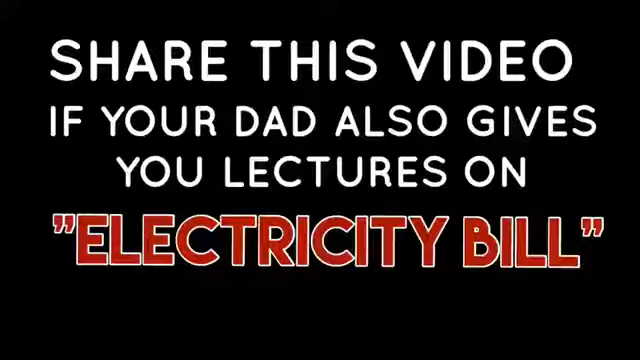 SHARE THIS VIDEO
IF YOUR DAD ALSO GIVES
YOU LECTURES ON
"ELECTRICITY BILL"